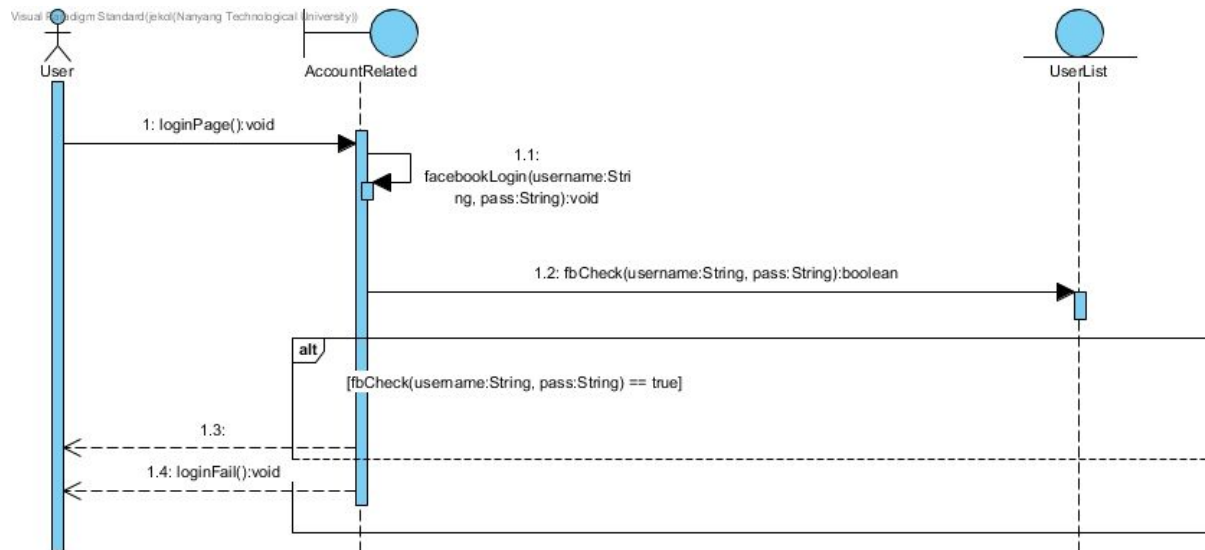 Visual Paradigm Standard(jekol(Nanyang Technological University))
User
AccountRelated
UserList
1: loginPage():void
1.1:
facebookLogin(username:Stri
ng, pass:String):void
1.2: fbCheck(username:String, pass:String):boolean
alt
[fbCheck(username:String, pass:String) == true]
1.3:
1.4: loginFail():void